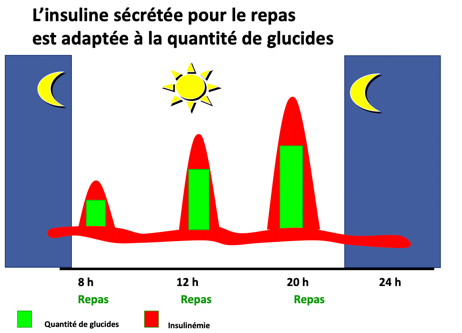 L'insuline sécrétée pour le repas
est adaptée à la quantité de glucides
8 h
12 h
20 h
24 h
Repas
Repas
Repas
Quantité de glucides
Insulinémie